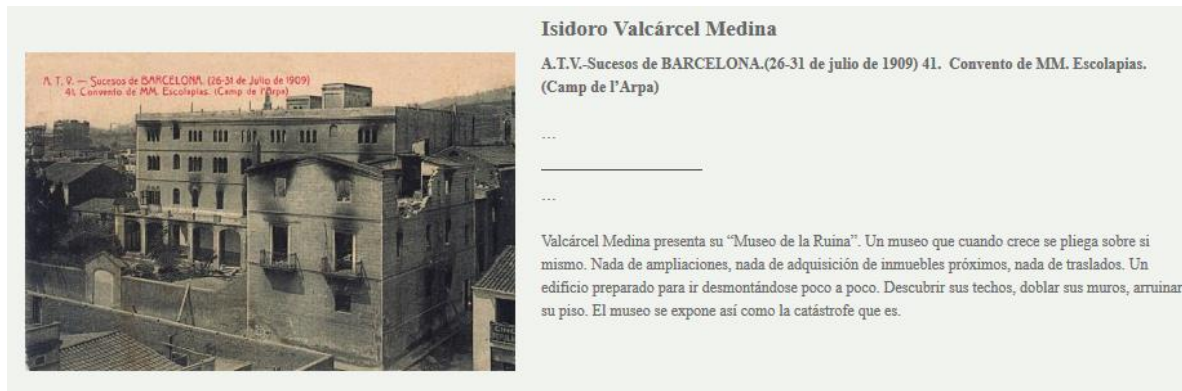 Isidoro Valcárcel Medina
A.T.V.-Sucesos de BARCELONA.(26-31 de julio de 1909) 41. Convento de MM. Escolapias.
(Camp de l’Arpa)
A. T. V. — Sucesos de BARCELONA. (26-31 de Julio de 1909)
41. Convento de MM. Escolapias. (Camp de l’Arpa)
...
...
Valcárcel Medina presenta su “Museo de la Ruina”. Un museo que cuando crece se pliega sobre si
mismo. Nada de ampliaciones, nada de adquisición de inmuebles próximos, nada de traslados. Un
edificio preparado para ir desmontándose poco a poco. Descubrir sus techos, doblar sus muros, arruinar
su piso. El museo se expone así como la catástrofe que es.